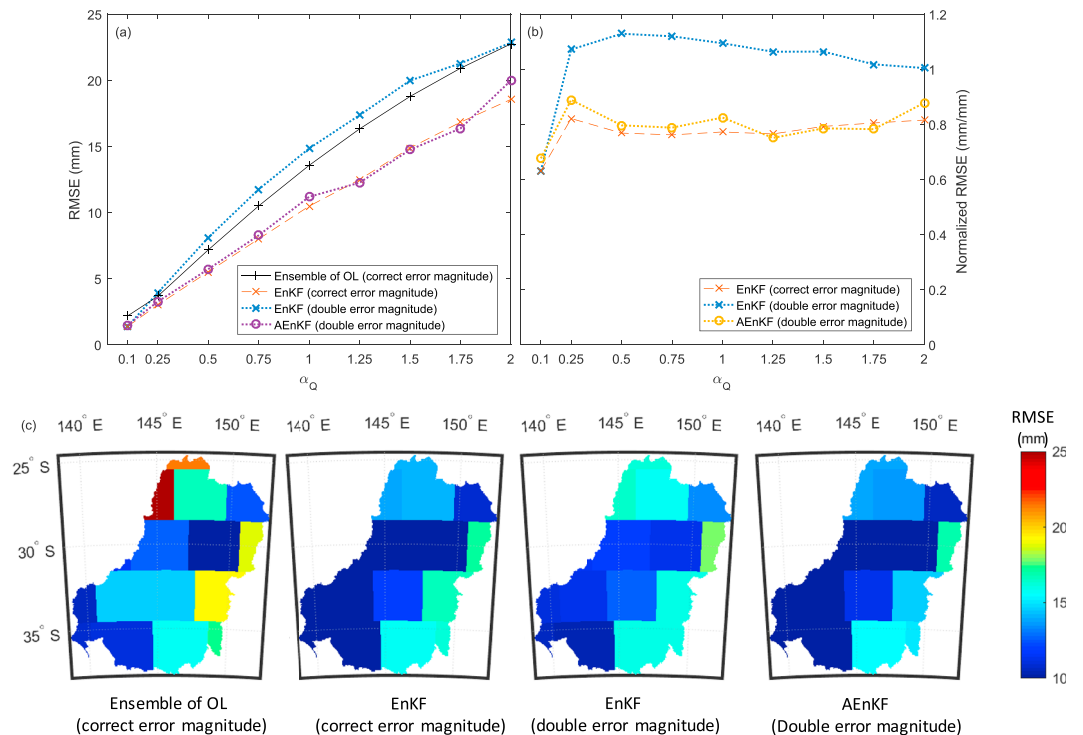 (a)
25
20
15
10
5
0
RMSE (mm)
Ensemble of OL (correct error magnitude)
EnKF (correct error magnitude)
EnKF (double error magnitude)
AEnKF (double error magnitude)
0.1 0.25 0.5 0.75 1 1.25 1.5 1.75 2
αQ
(b)
1.2
1
0.8
0.6
0.4
0.2
0
Normalized RMSE (mm/mm)
EnKF (correct error magnitude)
EnKF (double error magnitude)
AEnKF (double error magnitude)
0.1 0.25 0.5 0.75 1 1.25 1.5 1.75 2
αQ
(c)
140° E 145° E 150° E
140° E 145° E 150° E
140° E 145° E 150° E
140° E 145° E 150° E
25° S
30° S
35° S
RMSE
(mm)
25
20
15
10
Ensemble of OL
(correct error magnitude)
EnKF
(correct error magnitude)
EnKF
(double error magnitude)
AEnKF
(Double error magnitude)